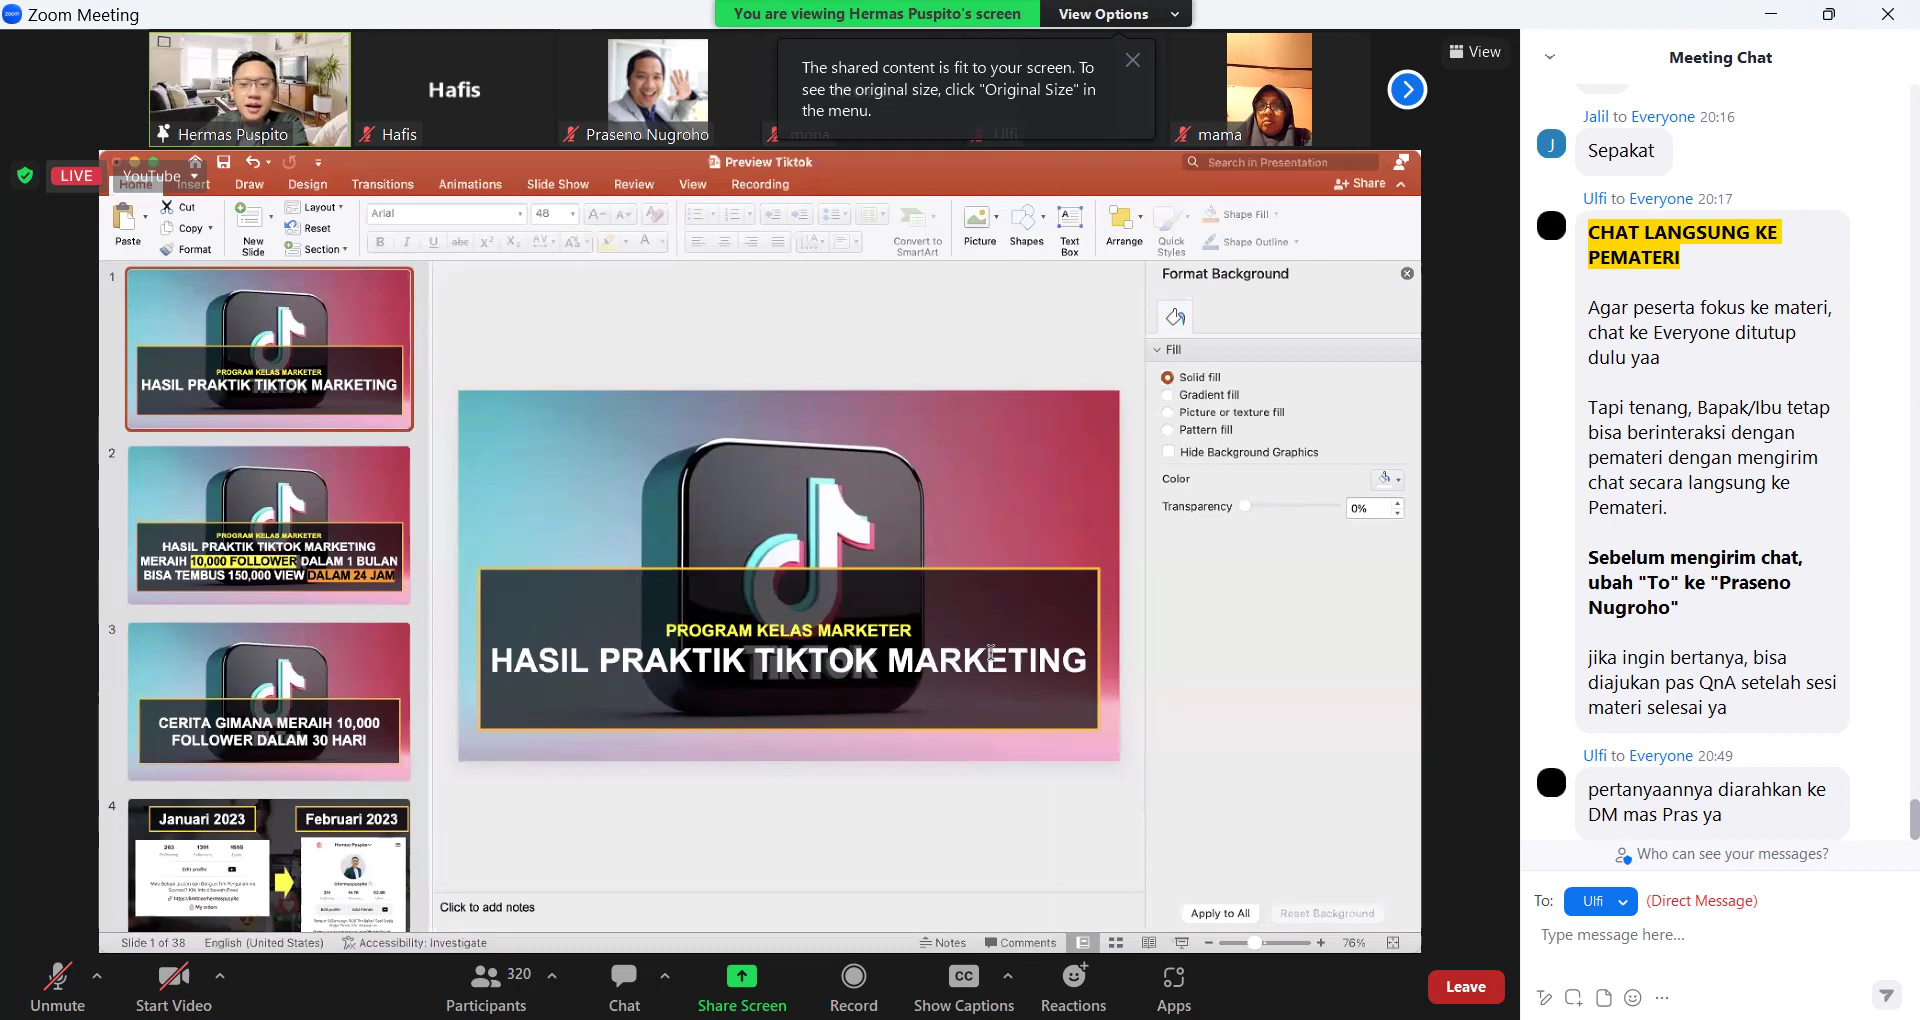 Zoom Meeting
You are viewing Hermas Puspito's screen
View Options
The shared content is fit to your screen. To
see the original size, click "Original Size" in
the menu.
View
Hermas Puspito
Hafis
Hafis
Praseno Nugroho
mona
Ulfi
mama
LIVE
YouTube
Preview Tiktok
Search in Presentation
Home
Insert
Draw
Design
Transitions
Animations
Slide Show
Review
View
Recording
Share
Paste
Cut
Copy
Format
New
Slide
Layout
Reset
Section
Arial
48
Convert to
SmartArt
Picture
Shapes
Text
Box
Arrange
Quick
Styles
Shape Fill
Shape Outline
1
PROGRAM KELAS MARKETER
HASIL PRAKTIK TIKTOK MARKETING
2
PROGRAM KELAS MARKETER
HASIL PRAKTIK TIKTOK MARKETING
MERAIH 10,000 FOLLOWER DALAM 1 BULAN
BISA TEMBUS 150,000 VIEW DALAM 24 JAM
3
CERITA GIMANA MERAIH 10,000
FOLLOWER DALAM 30 HARI
4
Januari 2023
Februari 2023
Edit profile
PROGRAM KELAS MARKETER
HASIL PRAKTIK TIKTOK MARKETING
TikTok
Click to add notes
Format Background
Fill
Solid fill
Gradient fill
Picture or texture fill
Pattern fill
Hide Background Graphics
Color
Transparency
0%
Apply to All
Reset Background
Slide 1 of 38
English (United States)
Accessibility: Investigate
Notes
Comments
76%
Unmute
Start Video
320
Participants
Chat
Share Screen
Record
CC
Show Captions
Reactions
Apps
Leave
Meeting Chat
Jalil to Everyone 20:16
J
Sepakat
Ulfi to Everyone 20:17
CHAT LANGSUNG KE
PEMATERI
Agar peserta fokus ke materi,
chat ke Everyone ditutup
dulu yaa
Tapi tenang, Bapak/Ibu tetap
bisa berinteraksi dengan
pemateri dengan mengirim
chat secara langsung ke
Pemateri.
Sebelum mengirim chat,
ubah "To" ke "Praseno
Nugroho"
jika ingin bertanya, bisa
diajukan pas QnA setelah sesi
materi selesai ya
Ulfi to Everyone 20:49
pertanyaannya diarahkan ke
DM mas Pras ya
Who can see your messages?
To: Ulfi (Direct Message)
Type message here...